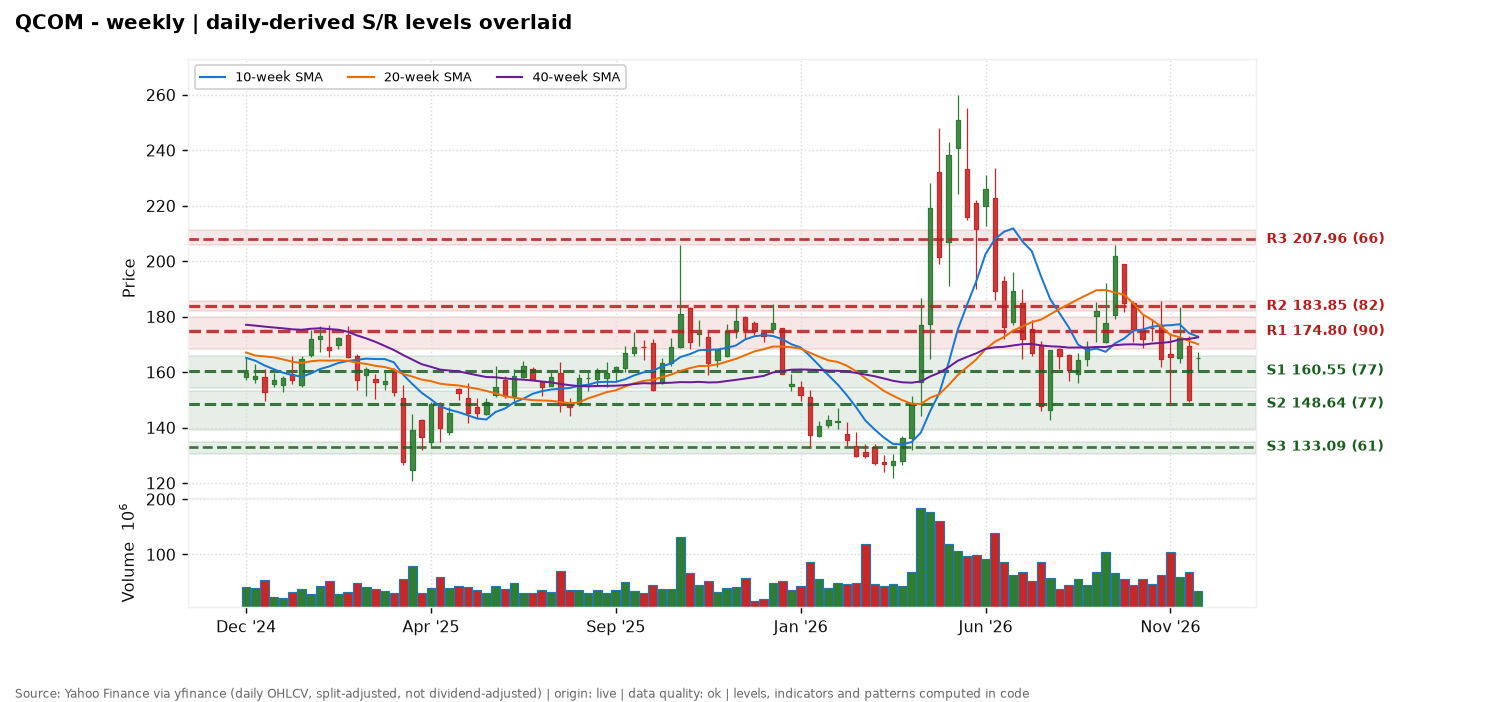 QCOM - weekly | daily-derived S/R levels overlaid
10-week SMA 20-week SMA 40-week SMA
260
240
220
200
180
160
140
120
Price
R3 207.96 (66)
R2 183.85 (82)
R1 174.80 (90)
S1 160.55 (77)
S2 148.64 (77)
S3 133.09 (61)
200
100
Volume 10^6
Dec '24 Apr '25 Sep '25 Jan '26 Jun '26 Nov '26
Source: Yahoo Finance via yfinance (daily OHLCV, split-adjusted, not dividend-adjusted) | origin: live | data quality: ok | levels, indicators and patterns computed in code